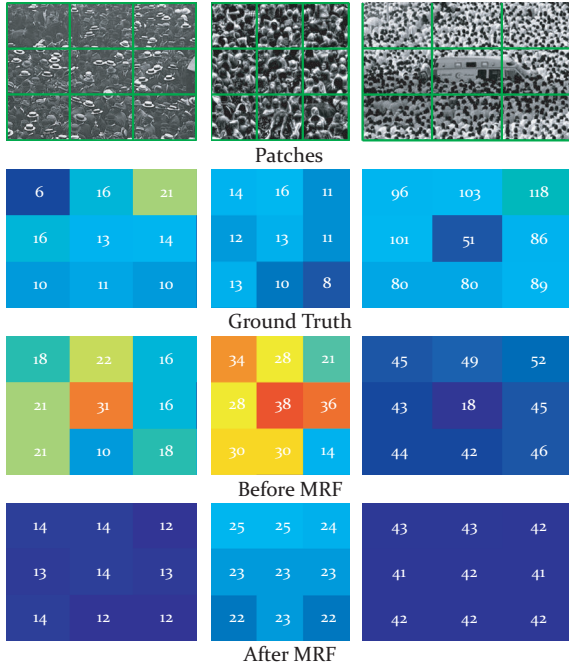 Patches
6 16 21 14 16 11 96 103 118
16 13 14 12 13 11 101 51 86
10 11 10 13 10 8 80 80 89
Ground Truth
18 22 16 34 28 21 45 49 52
21 31 16 28 38 36 43 18 45
21 10 18 30 30 14 44 42 46
Before MRF
14 14 12 25 25 24 43 43 42
13 14 13 23 23 23 41 42 41
14 12 12 22 23 22 42 42 42
After MRF